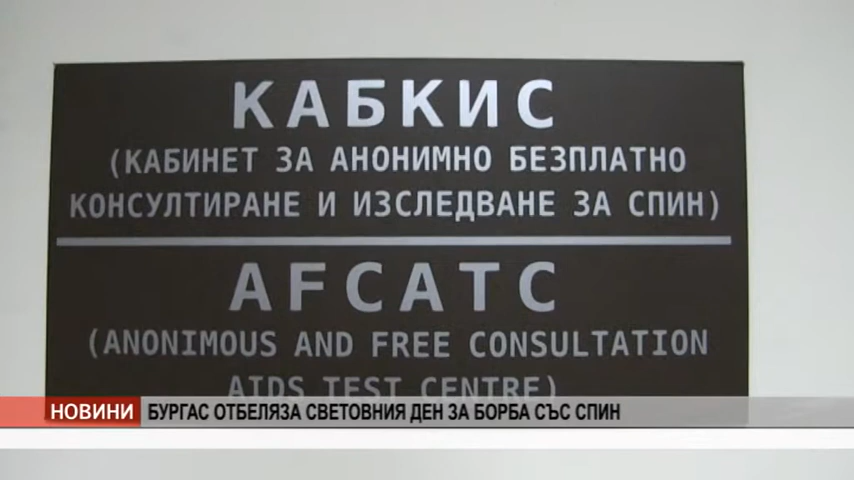 КАБКИС
(КАБИНЕТ ЗА АНОНИМНО БЕЗПЛАТНО
КОНСУЛТИРАНЕ И ИЗСЛЕДВАНЕ ЗА СПИН)
AFCATC
(ANONIMOUS AND FREE CONSULTATION
AIDS TEST CENTRE)
НОВИНИ БУРГАС ОТБЕЛЯЗА СВЕТОВНИЯ ДЕН ЗА БОРБА СЪС СПИН